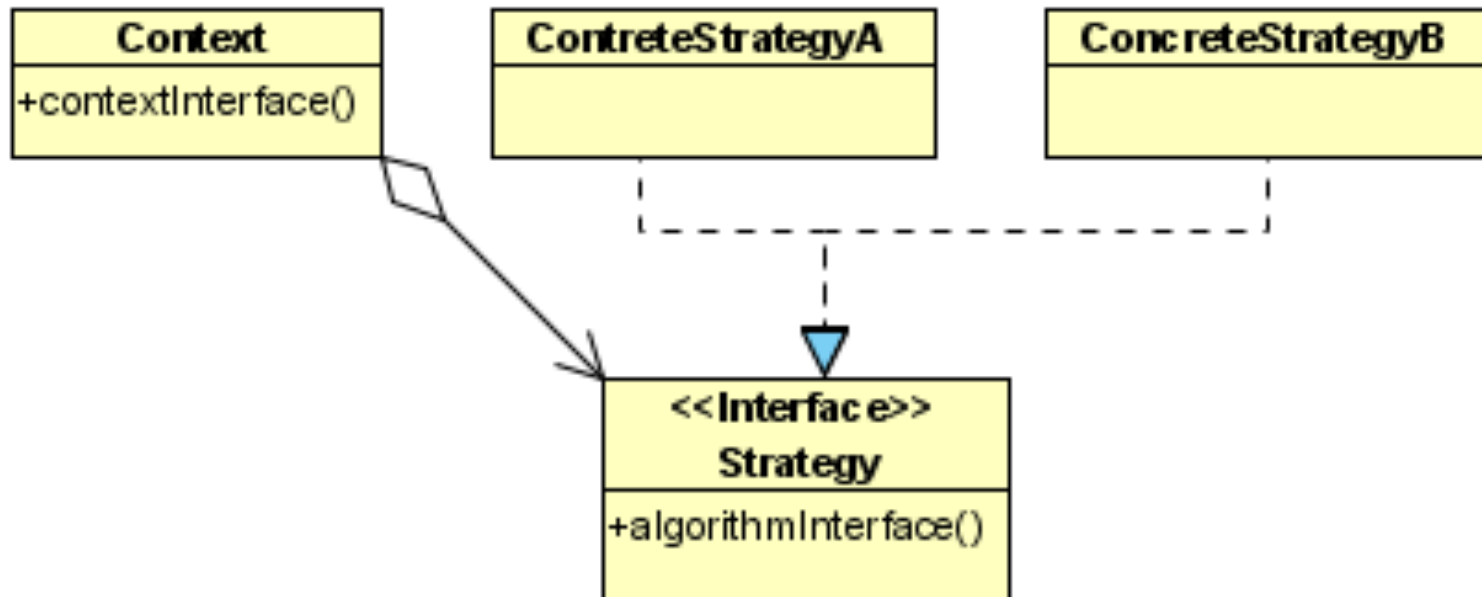 Context
+contextInterface()
ContreteStrategyA
ConcreteStrategyB
<<Interface>>
Strategy
+algorithmInterface()